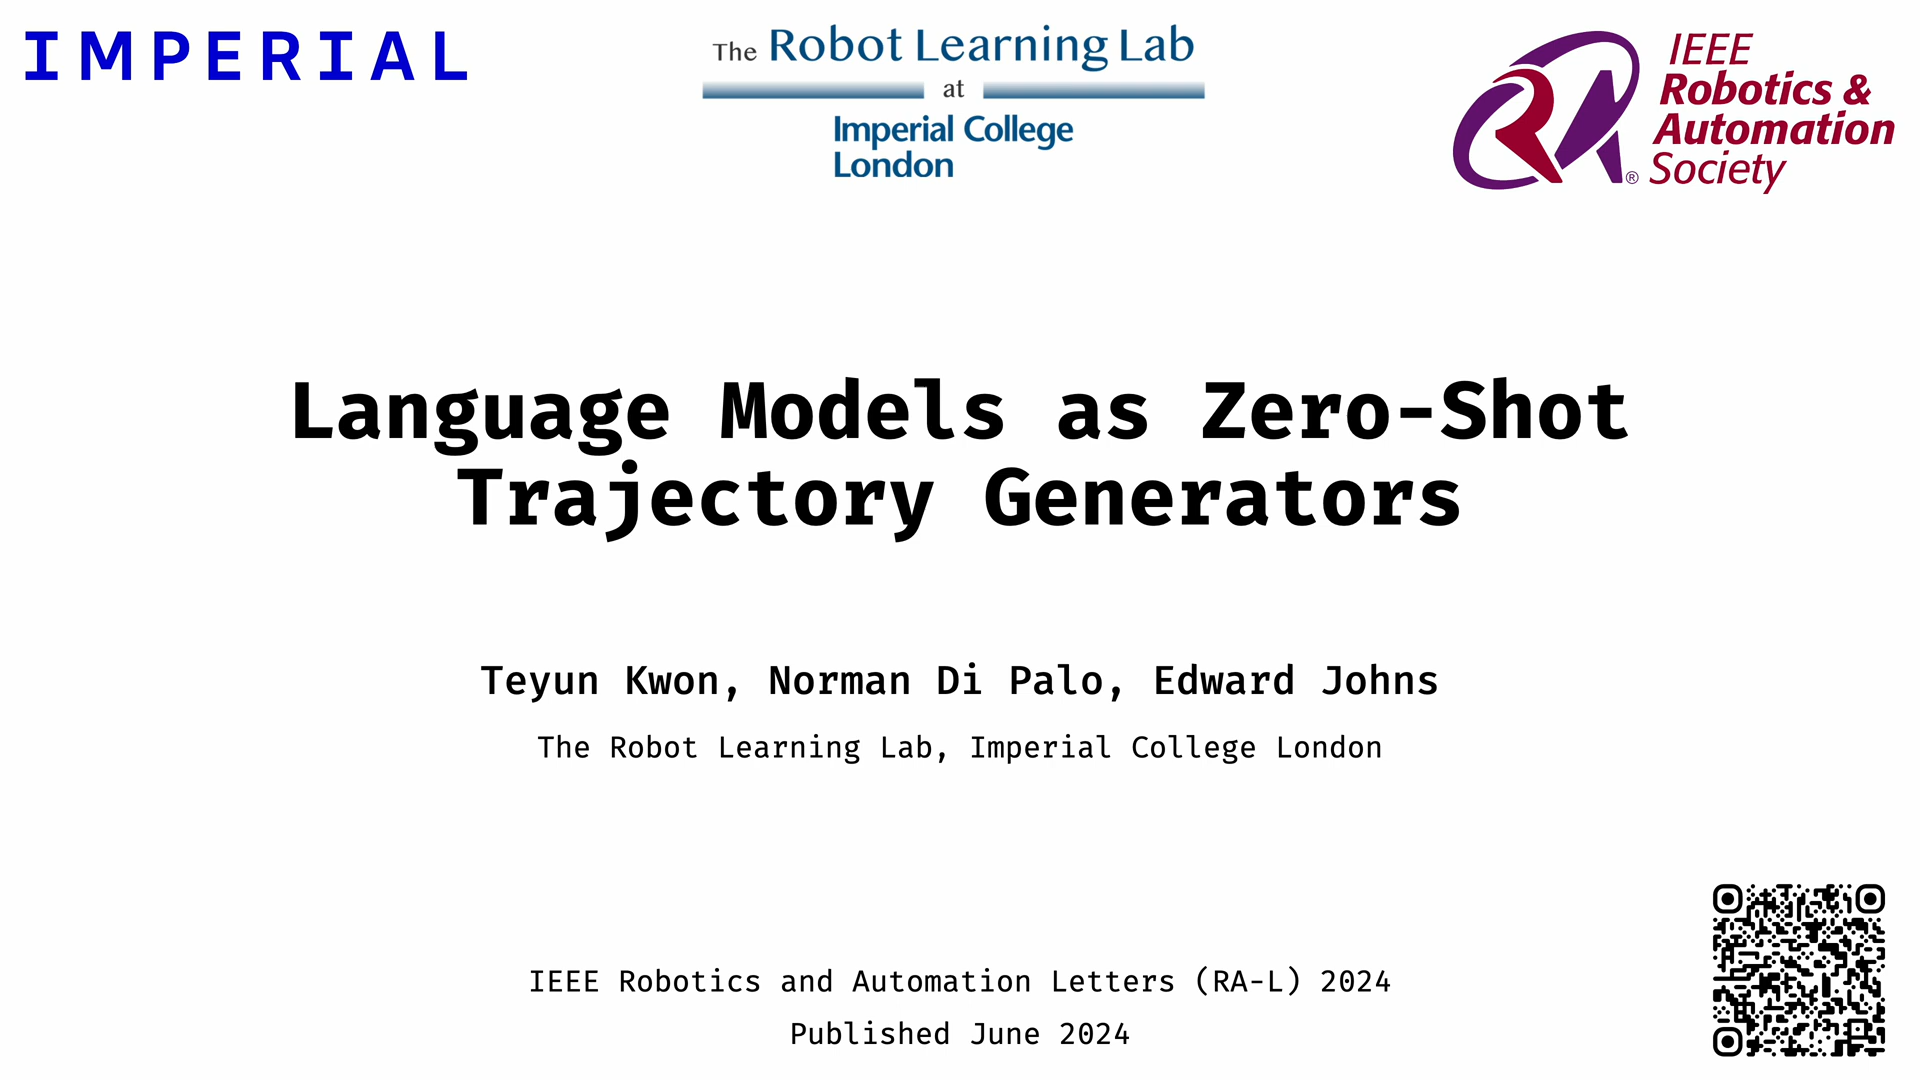 IMPERIAL
The Robot Learning Lab
at
Imperial College
London
IEEE
Robotics &
Automation
Society
®
Language Models as Zero-Shot
Trajectory Generators
Teyun Kwon, Norman Di Palo, Edward Johns
The Robot Learning Lab, Imperial College London
IEEE Robotics and Automation Letters (RA-L) 2024
Published June 2024